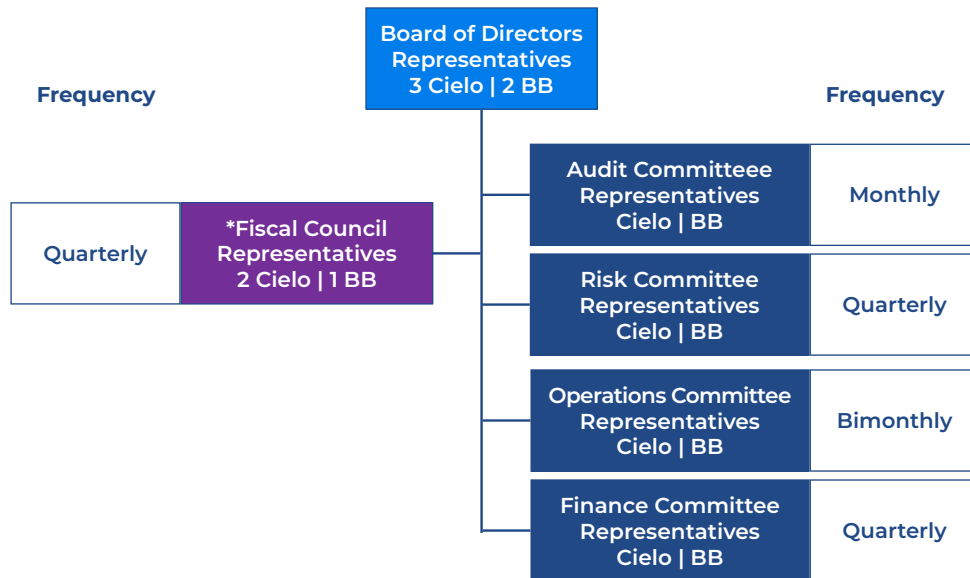 Board of Directors
Representatives
3 Cielo | 2 BB
Frequency
Frequency
Audit Committeee
Representatives
Cielo | BB
Monthly
Quarterly
*Fiscal Council
Representatives
2 Cielo | 1 BB
Risk Committee
Representatives
Cielo | BB
Quarterly
Operations Committee
Representatives
Cielo | BB
Bimonthly
Finance Committee
Representatives
Cielo | BB
Quarterly